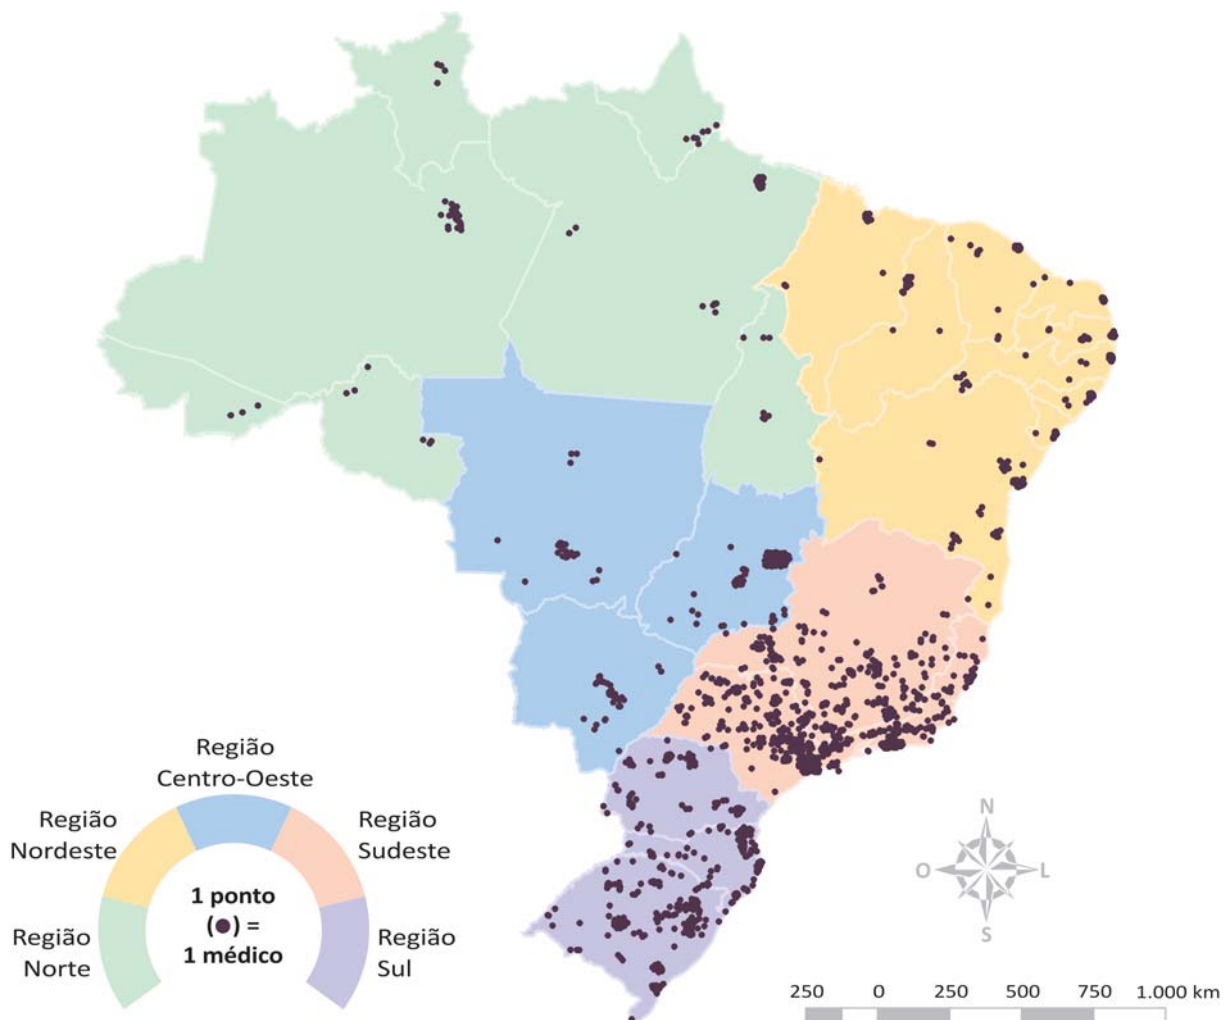 Região
Centro-Oeste
Região
Nordeste
Região
Sudeste
1 ponto
(●) =
1 médico
Região
Norte
Região
Sul
N
O
L
S
250 0 250 500 750 1.000 km